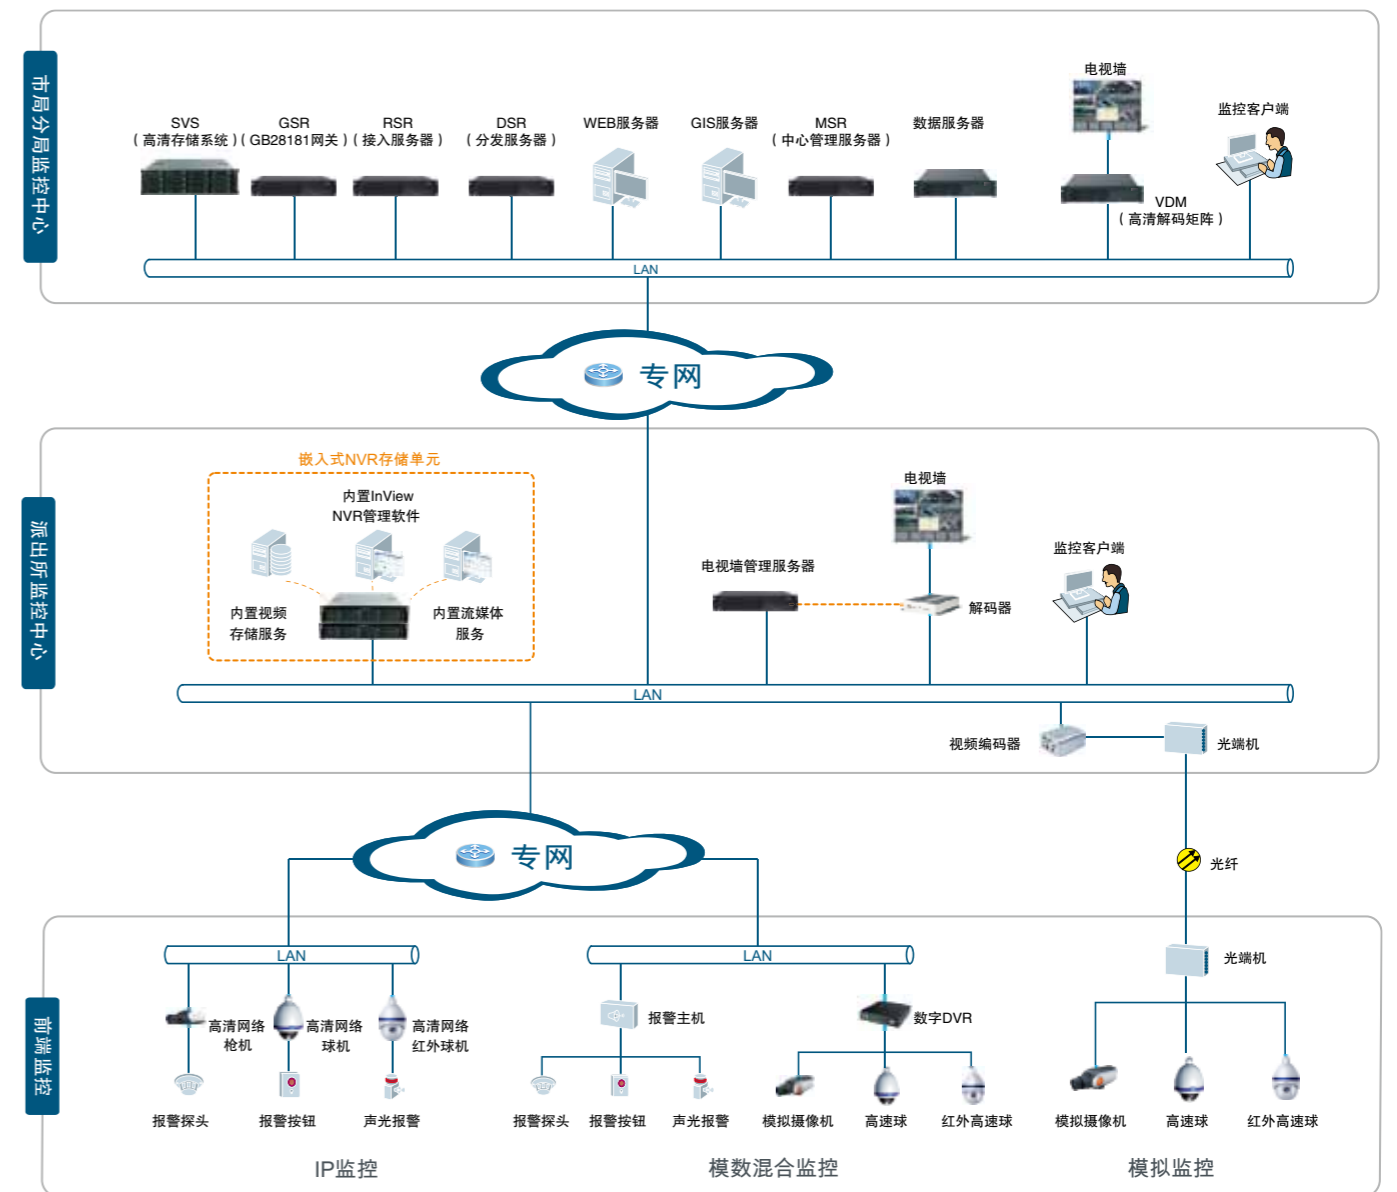 市局分局监控中心
电视墙
监控客户端
SVS
（高清存储系统）
GSR
（GB28181网关）
RSR
（接入服务器）
DSR
（分发服务器）
WEB服务器
GIS服务器
MSR
（中心管理服务器）
数据服务器
VDM
（高清解码矩阵）
LAN
专网
派出所监控中心
嵌入式NVR存储单元
内置InView
NVR管理软件
内置视频
存储服务
内置流媒体
服务
电视墙
电视墙管理服务器
解码器
监控客户端
LAN
视频编码器
光端机
专网
光纤
前端监控
LAN
LAN
光端机
高清网络
枪机
高清网络
球机
高清网络
红外球机
报警主机
数字DVR
报警探头
报警按钮
声光报警
报警探头
报警按钮
声光报警
模拟摄像机
高速球
红外高速球
模拟摄像机
高速球
红外高速球
IP监控
模数混合监控
模拟监控